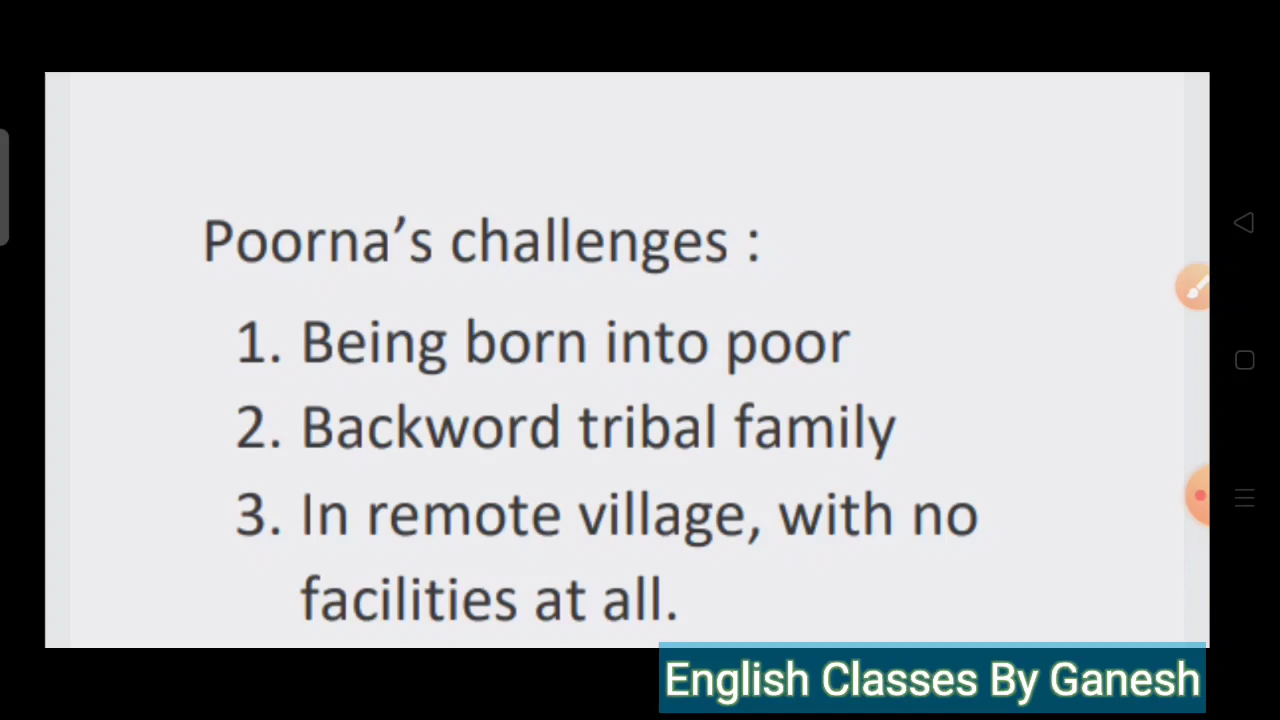 Poorna’s challenges :
1. Being born into poor
2. Backword tribal family
3. In remote village, with no
facilities at all.
English Classes By Ganesh